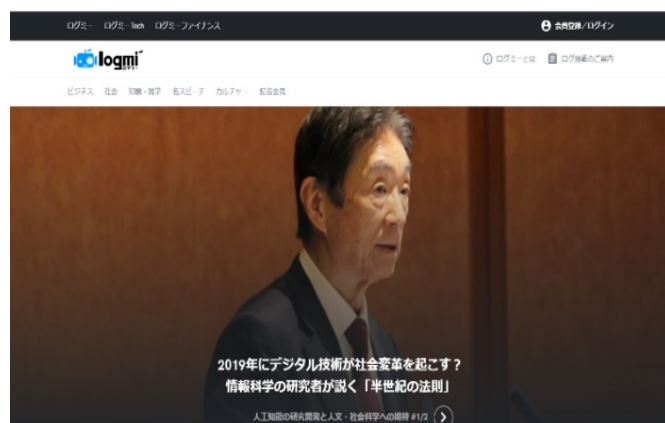 ログミー ログミーTech ログミーファイナンス 会員登録/ログイン
logmi ログミーとは ログ掲載のご案内
ビジネス 社会 知識・雑学 名スピーチ カルチャー 記者会見
2019年にデジタル技術が社会変革を起こす?
情報科学の研究者が説く「半世紀の法則」
人工知能の研究開発と人文・社会科学への期待 #1/2